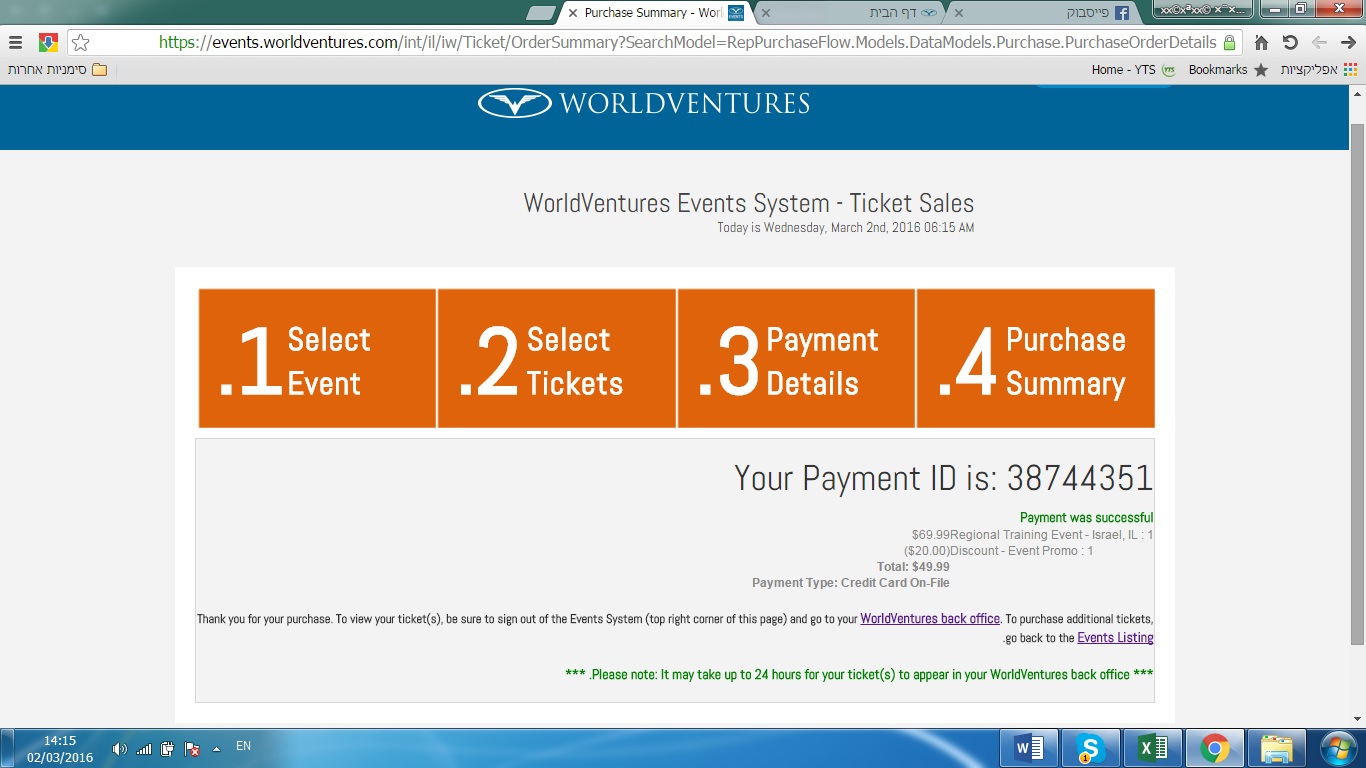 Purchase Summary - Worl
דף הבית
פייסבוק
https://events.worldventures.com/int/il/iw/Ticket/OrderSummary?SearchModel=RepPurchaseFlow.Models.DataModels.Purchase.PurchaseOrderDetails
אפליקציות
Bookmarks
Home - YTS
סימניות אחרות
WORLDVENTURES
WorldVentures Events System - Ticket Sales
Today is Wednesday, March 2nd, 2016 06:15 AM
.1 Select Event
.2 Select Tickets
.3 Payment Details
.4 Purchase Summary
Your Payment ID is: 38744351
Payment was successful
$69.99Regional Training Event - Israel, IL : 1
($20.00)Discount - Event Promo : 1
Total: $49.99
Payment Type: Credit Card On-File
Thank you for your purchase. To view your ticket(s), be sure to sign out of the Events System (top right corner of this page) and go to your WorldVentures back office. To purchase additional tickets,
.go back to the Events Listing
*** .Please note: It may take up to 24 hours for your ticket(s) to appear in your WorldVentures back office ***
14:15
02/03/2016
EN